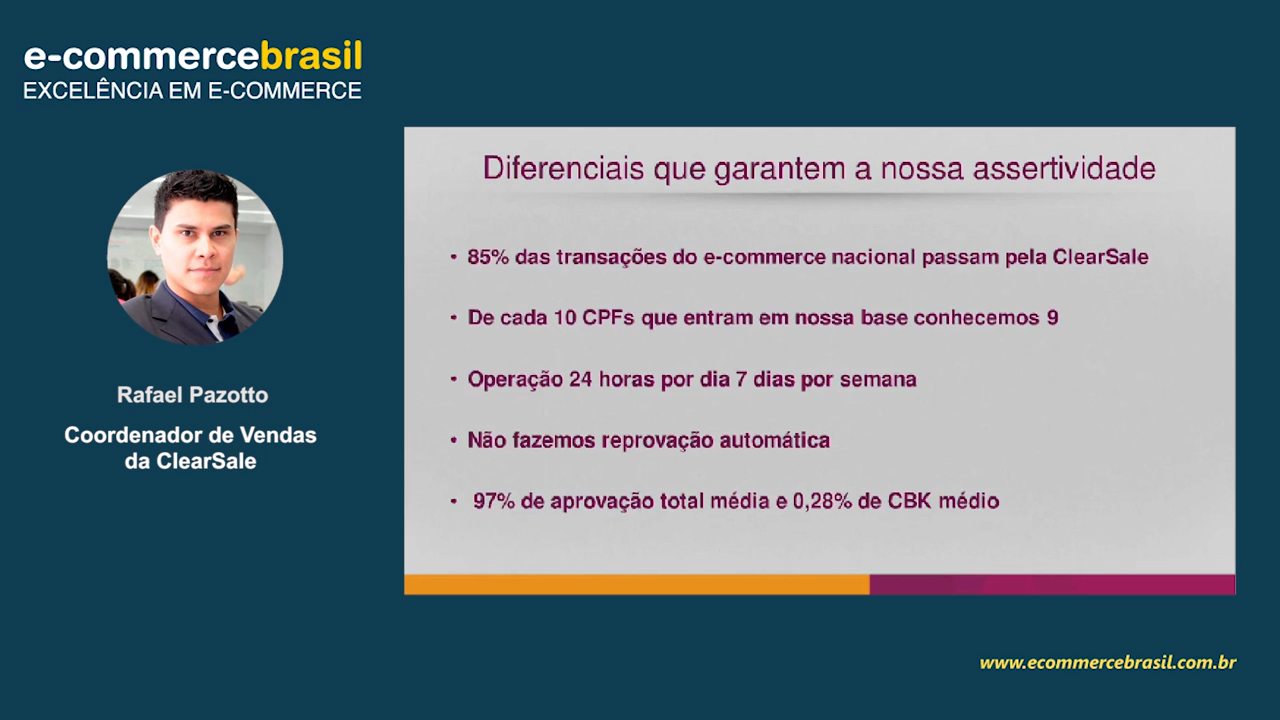 e-commercebrasil
EXCELÊNCIA EM E-COMMERCE
Rafael Pazotto
Coordenador de Vendas
da ClearSale
Diferenciais que garantem a nossa assertividade
• 85% das transações do e-commerce nacional passam pela ClearSale
• De cada 10 CPFs que entram em nossa base conhecemos 9
• Operação 24 horas por dia 7 dias por semana
• Não fazemos reprovação automática
• 97% de aprovação total média e 0,28% de CBK médio
www.ecommercebrasil.com.br